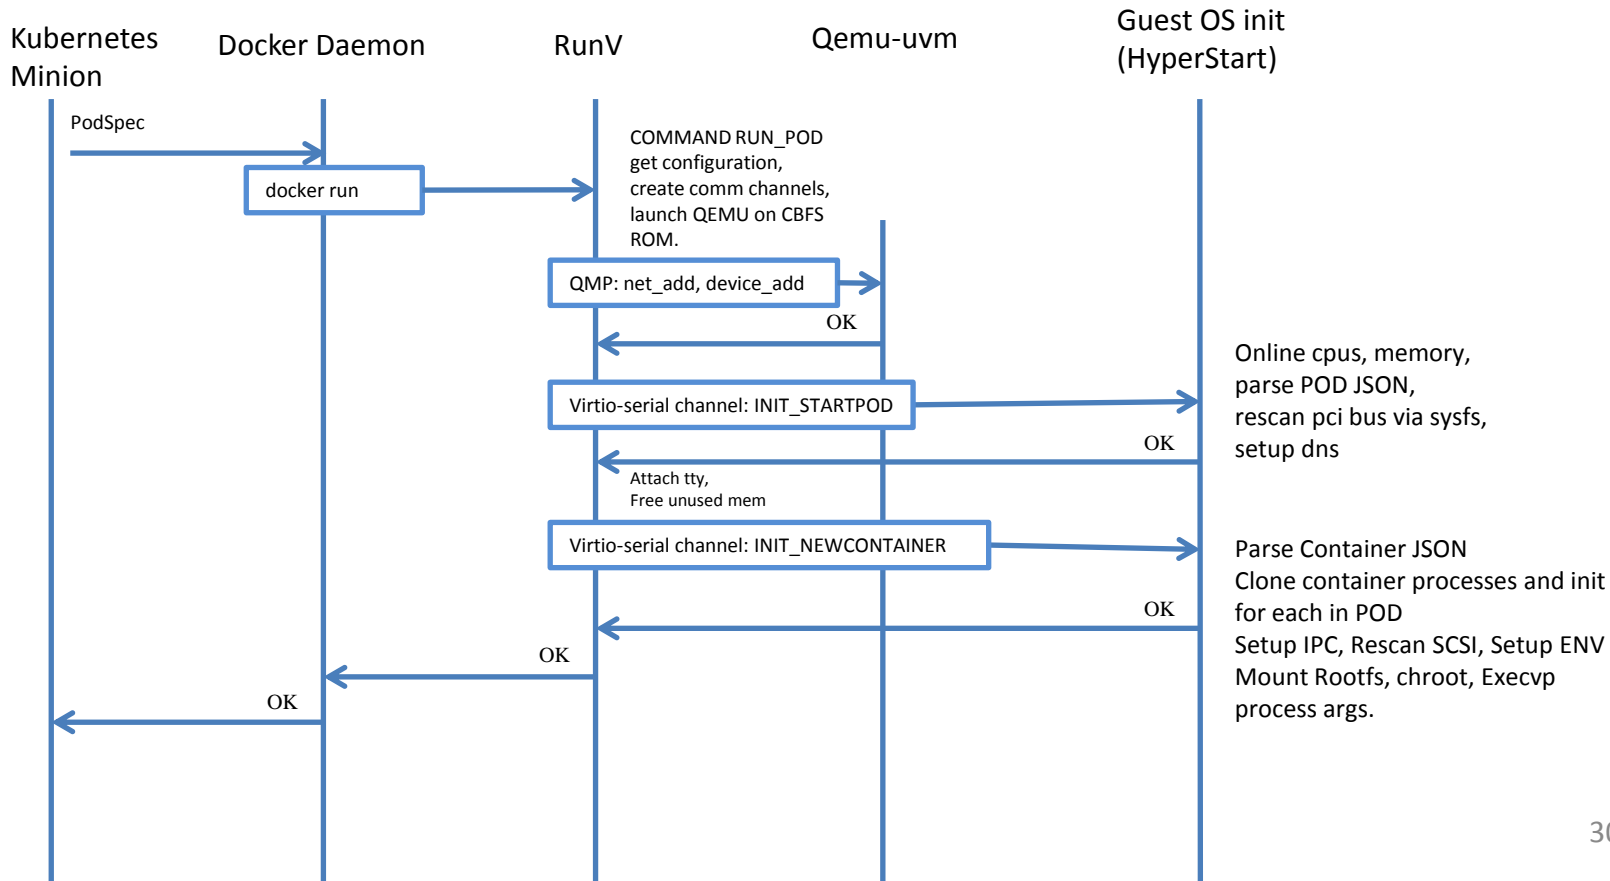 Kubernetes
Minion
Docker Daemon
RunV
Qemu-uvm
Guest OS init
(HyperStart)
PodSpec
docker run
COMMAND RUN_POD
get configuration,
create comm channels,
launch QEMU on CBFS
ROM.
QMP: net_add, device_add
OK
Virtio-serial channel: INIT_STARTPOD
Online cpus, memory,
parse POD JSON,
rescan pci bus via sysfs,
setup dns
OK
Attach tty,
Free unused mem
Virtio-serial channel: INIT_NEWCONTAINER
Parse Container JSON
Clone container processes and init
for each in POD
Setup IPC, Rescan SCSI, Setup ENV
Mount Rootfs, chroot, Execvp
process args.
OK
OK
OK
30